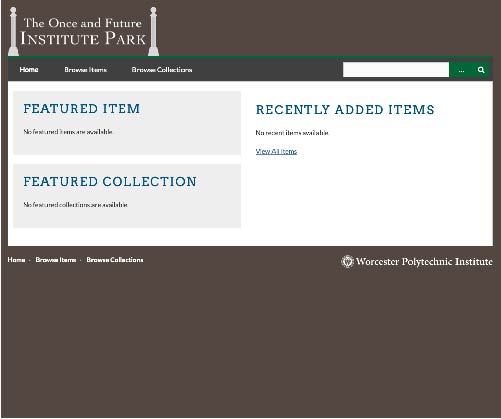 The Once and Future
INSTITUTE PARK
Home Browse Items Browse Collections
...
FEATURED ITEM
No featured items are available.
FEATURED COLLECTION
No featured collections are available.
RECENTLY ADDED ITEMS
No recent items available.
View All Items
Home · Browse Items · Browse Collections
Worcester Polytechnic Institute